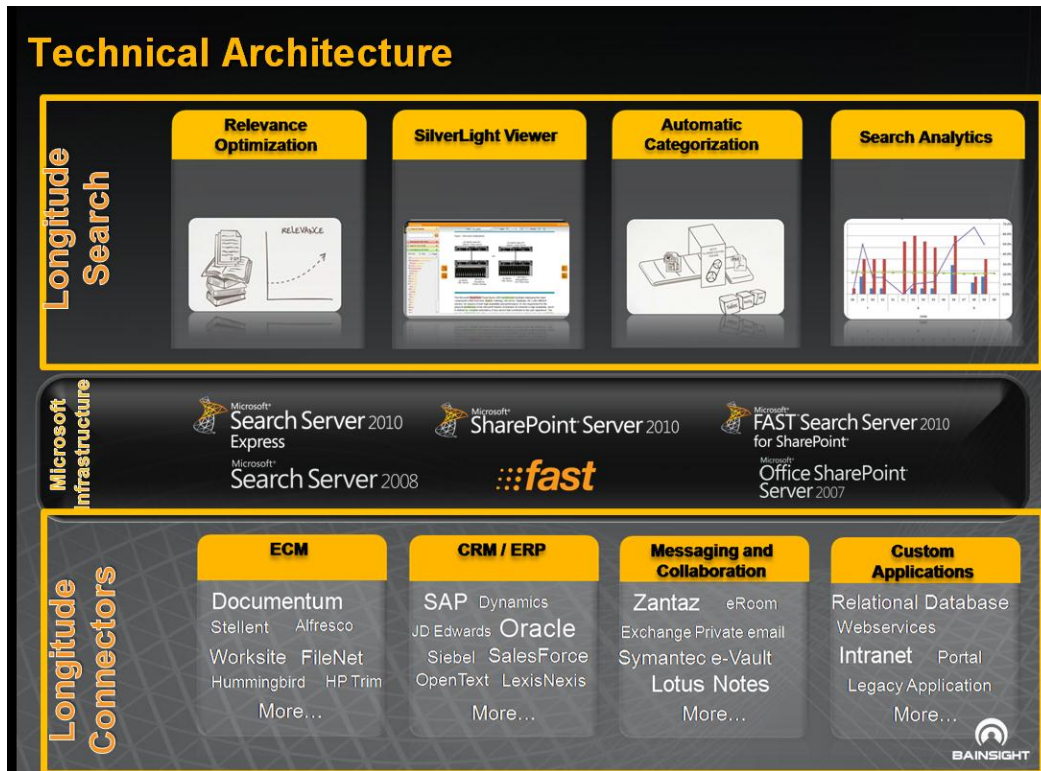 Technical Architecture
Longitude
Search
Relevance
Optimization
SilverLight Viewer
Automatic
Categorization
Search Analytics
RELEVANCE
Microsoft
Infrastructure
Microsoft®
Search Server 2010
Express
Microsoft®
SharePoint® Server 2010
Microsoft®
FAST™ Search Server 2010
for SharePoint®
Microsoft®
Search Server 2008
fast
Microsoft®
Office SharePoint®
Server 2007
Longitude
Connectors
ECM
Documentum
Stellent Alfresco
Worksite FileNet
Hummingbird HP Trim
More...
CRM / ERP
SAP Dynamics
JD Edwards Oracle
Siebel SalesForce
OpenText LexisNexis
More...
Messaging and
Collaboration
Zantaz eRoom
Exchange Private email
Symantec e-Vault
Lotus Notes
More...
Custom
Applications
Relational Database
Webservices
Intranet Portal
Legacy Application
More...
BAINSIGHT